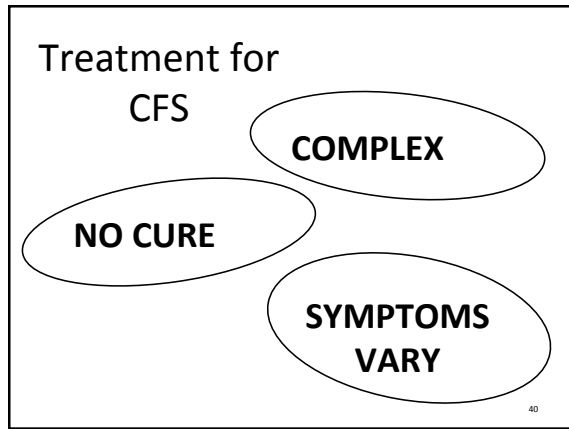 Treatment for
CFS
COMPLEX
NO CURE
SYMPTOMS
VARY
40